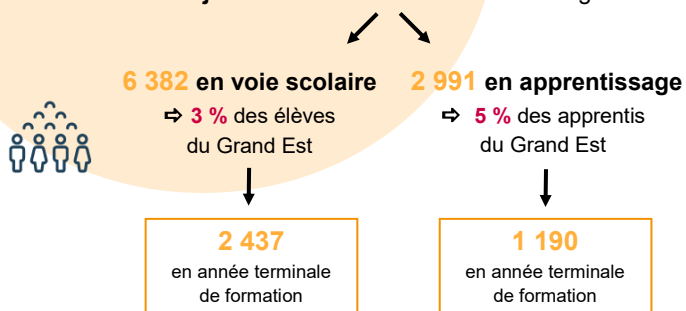 6 382 en voie scolaire
⇨ 3 % des élèves
du Grand Est
2 991 en apprentissage
⇨ 5 % des apprentis
du Grand Est
2 437
en année terminale
de formation
1 190
en année terminale
de formation